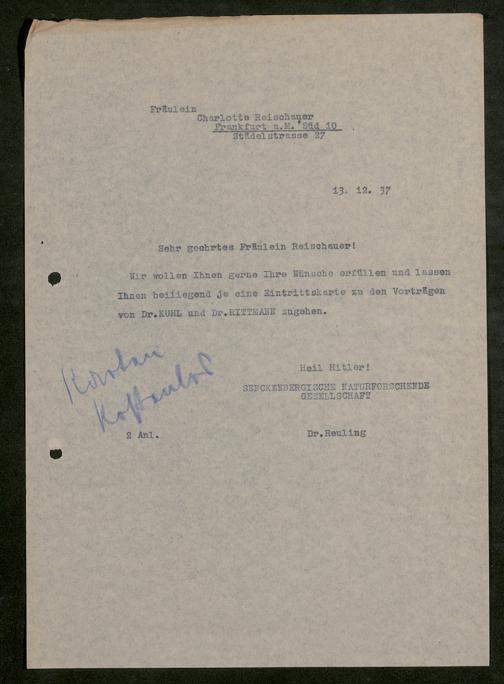 Fräulein
Charlotte Reischauer
Frankfurt a.M. Süd 10
Städelstrasse 27
13. 12. 37
Sehr geehrtes Fräulein Reischauer!
Wir wollen Ihnen gerne Ihre Wünsche erfüllen und lassen
Ihnen beiliegend je eine Eintrittskarte zu den Vorträgen
von Dr.KUHL und Dr.RITTMANN zugehen.
Karten
kostenlos
Heil Hitler!
SENCKENBERGISCHE NATURFORSCHENDE
GESELLSCHAFT
2 Anl.
Dr.Reuling